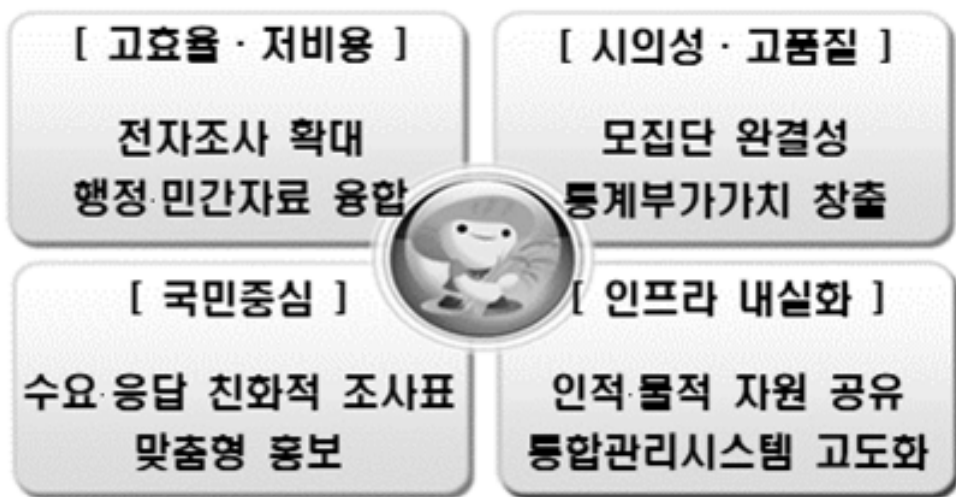 [ 고효율 · 저비용 ]
전자조사 확대
행정·민간자료 융합
[ 시의성 · 고품질 ]
모집단 완결성
통계부가가치 창출
[ 국민중심 ]
수요·응답 친화적 조사표
맞춤형 홍보
[ 인프라 내실화 ]
인적·물적 자원 공유
통합관리시스템 고도화